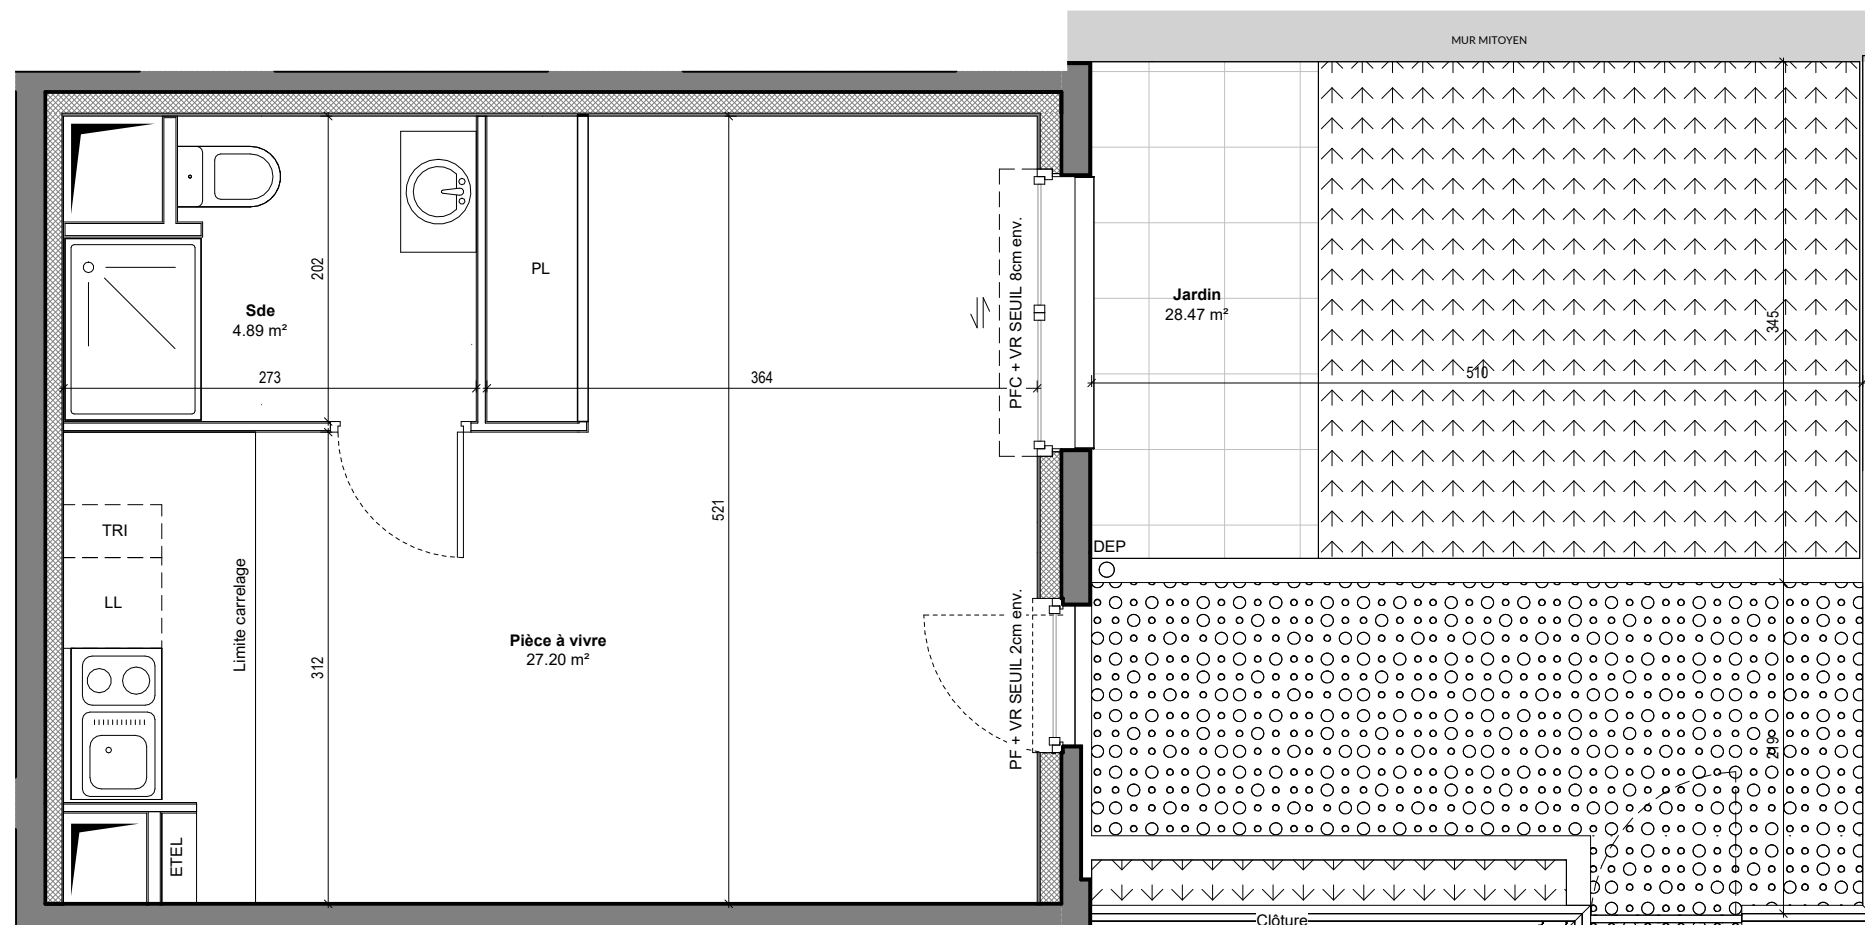 MUR MITOYEN
202
PL
Sde
4.89 m²
273
364
PFC + VR SEUIL 8cm env.
Jardin
28.47 m²
345
510
521
TRI
LL
Limite carrelage
312
Pièce à vivre
27.20 m²
PF + VR SEUIL 2cm env.
DEP
219
ETEL
Clôture